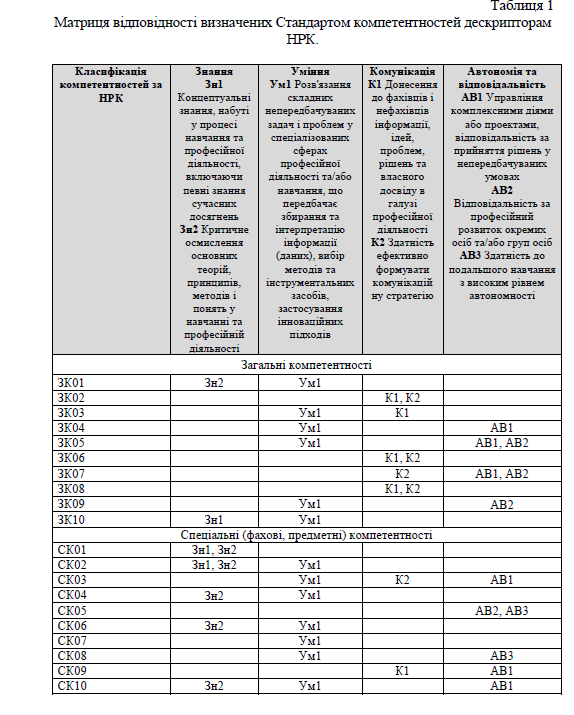 Таблиця 1
Матриця відповідності визначених Стандартом компетентностей дескрипторам
НРК.
Класифікація
компетентностей за
НРК
Знання
Зн1
Концептуальні
знання, набуті
у процесі
навчання та
професійної
діяльності,
включаючи
певні знання
сучасних
досягнень
Зн2 Критичне
осмислення
основних
теорій,
принципів,
методів і
понять у
навчанні та
професійній
діяльності
Уміння
Ум1 Розв'язання
складних
непередбачуваних
задач і проблем у
спеціалізованих
сферах
професійної
діяльності та/або
навчання, що
передбачає
збирання та
інтерпретацію
інформації
(даних), вибір
методів та
інструментальних
засобів,
застосування
інноваційних
підходів
Комунікація
К1 Донесення
до фахівців і
нефахівців
інформації,
ідей,
проблем,
рішень та
власного
досвіду в
галузі
професійної
діяльності
К2 Здатність
ефективно
формувати
комунікацій
ну стратегію
Автономія та
відповідальність
АВ1 Управління
комплексними діями
або проектами,
відповідальність за
прийняття рішень у
непередбачуваних
умовах
АВ2
Відповідальність за
професійний
розвиток окремих
осіб та/або груп осіб
АВ3 Здатність до
подальшого навчання
з високим рівнем
автономності
Загальні компетентності
ЗК01 Зн2 Ум1
ЗК02 К1, К2
ЗК03 Ум1 К1
ЗК04 Ум1 АВ1
ЗК05 Ум1 АВ1, АВ2
ЗК06 К1, К2
ЗК07 К2 АВ1, АВ2
ЗК08 К1, К2
ЗК09 Ум1 АВ2
ЗК10 Зн1 Ум1
Спеціальні (фахові, предметні) компетентності
СК01 Зн1, Зн2
СК02 Зн1, Зн2 Ум1
СК03 Ум1 К2 АВ1
СК04 Зн2 Ум1
СК05 АВ2, АВ3
СК06 Зн2 Ум1
СК07 Ум1
СК08 Ум1 АВ3
СК09 К1 АВ1
СК10 Зн2 Ум1 АВ1